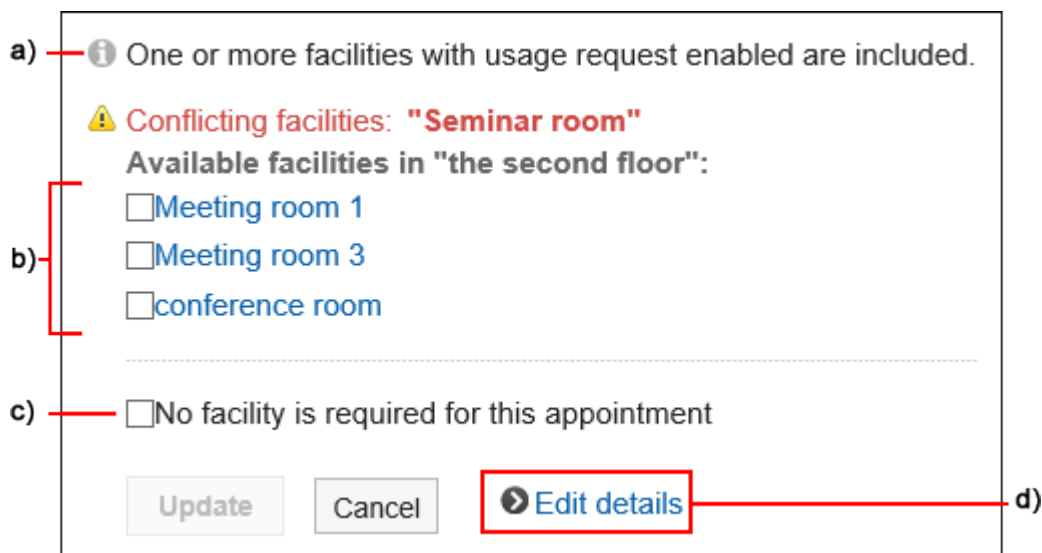 a) One or more facilities with usage request enabled are included.
Conflicting facilities: "Seminar room"
Available facilities in "the second floor":
Meeting room 1
b)
Meeting room 3
conference room
c) No facility is required for this appointment
Update Cancel Edit details d)